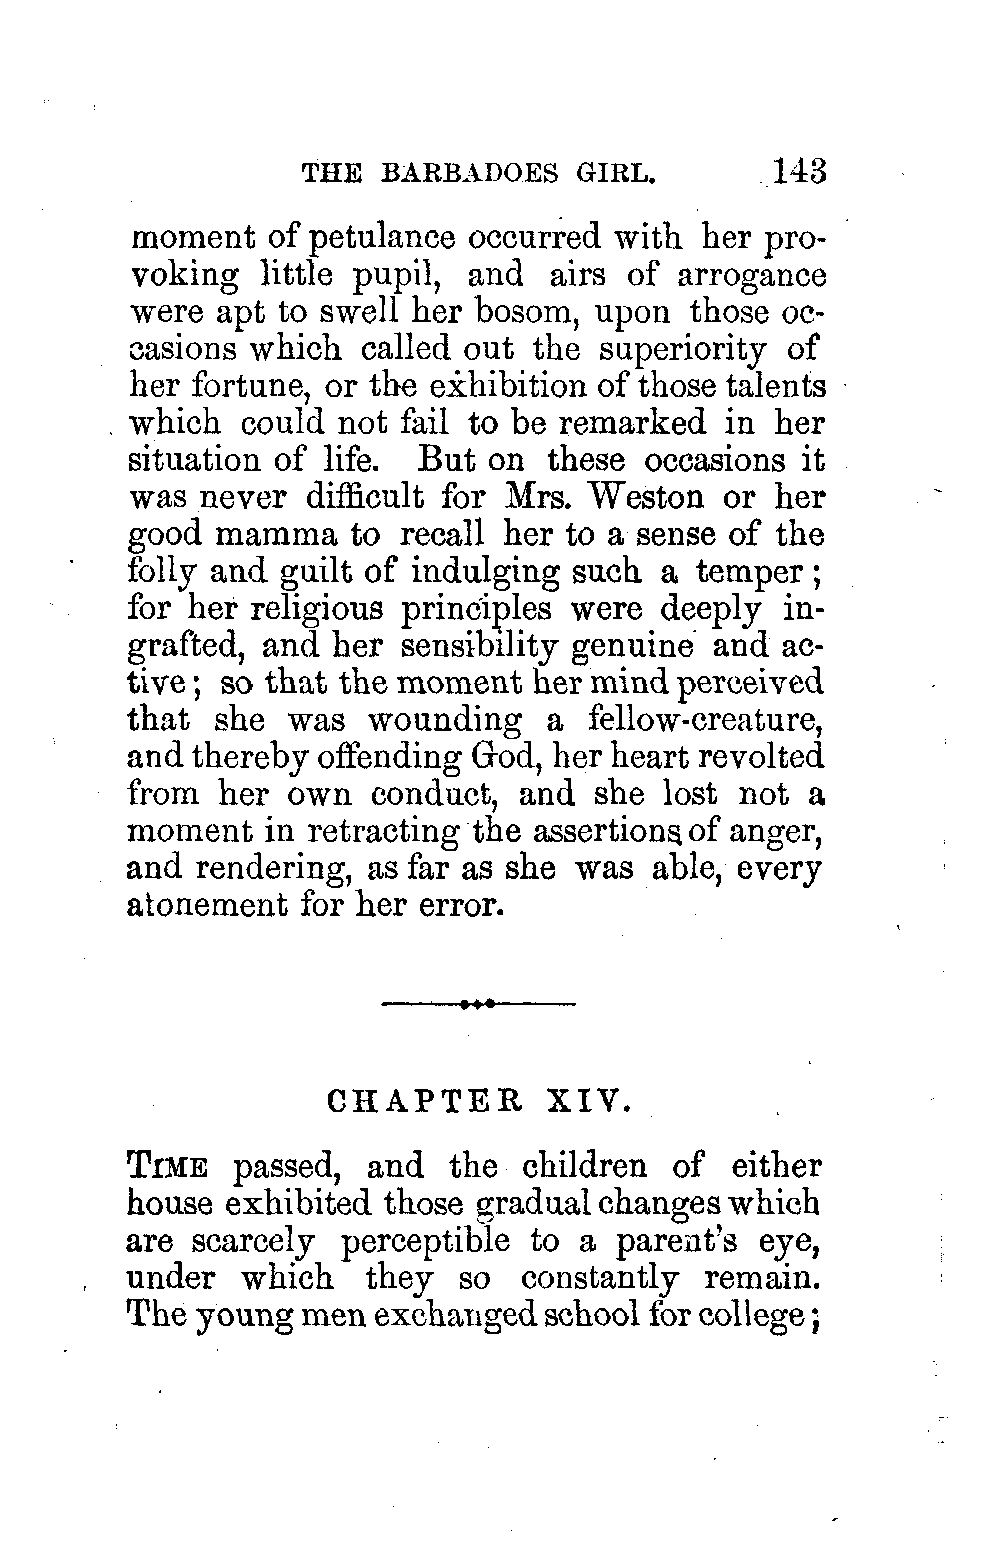 THE BARBADOES GIRL. 143
moment of petulance occurred with her pro-
voking little pupil, and airs of arrogance
were apt to swell her bosom, upon those oc-
casions which called out the superiority of
her fortune, or the exhibition of those talents
which could not fail to be remarked in her
situation of life. But on these occasions it
was never difficult for Mrs. Weston or her
good mamma to recall her to a sense of the
folly and guilt of indulging such a temper;
for her religious principles were deeply in-
grafted, and her sensibility genuine and ac-
tive; so that the moment her mind perceived
that she was wounding a fellow-creature,
and thereby offending God, her heart revolted
from her own conduct, and she lost not a
moment in retracting the assertions of anger,
and rendering, as far as she was able, every
atonement for her error.
CHAPTER XIV.
TIME passed, and the children of either
house exhibited those gradual changes which
are scarcely perceptible to a parent's eye,
under which they so constantly remain.
The young men exchanged school for college;